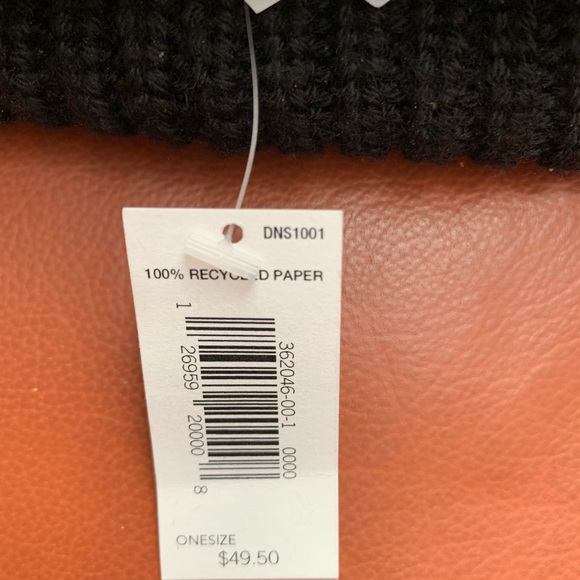 DNS1001
100% RECYCLED PAPER
362046-00-1 0000
1 26959 20000 8
ONESIZE
$49.50